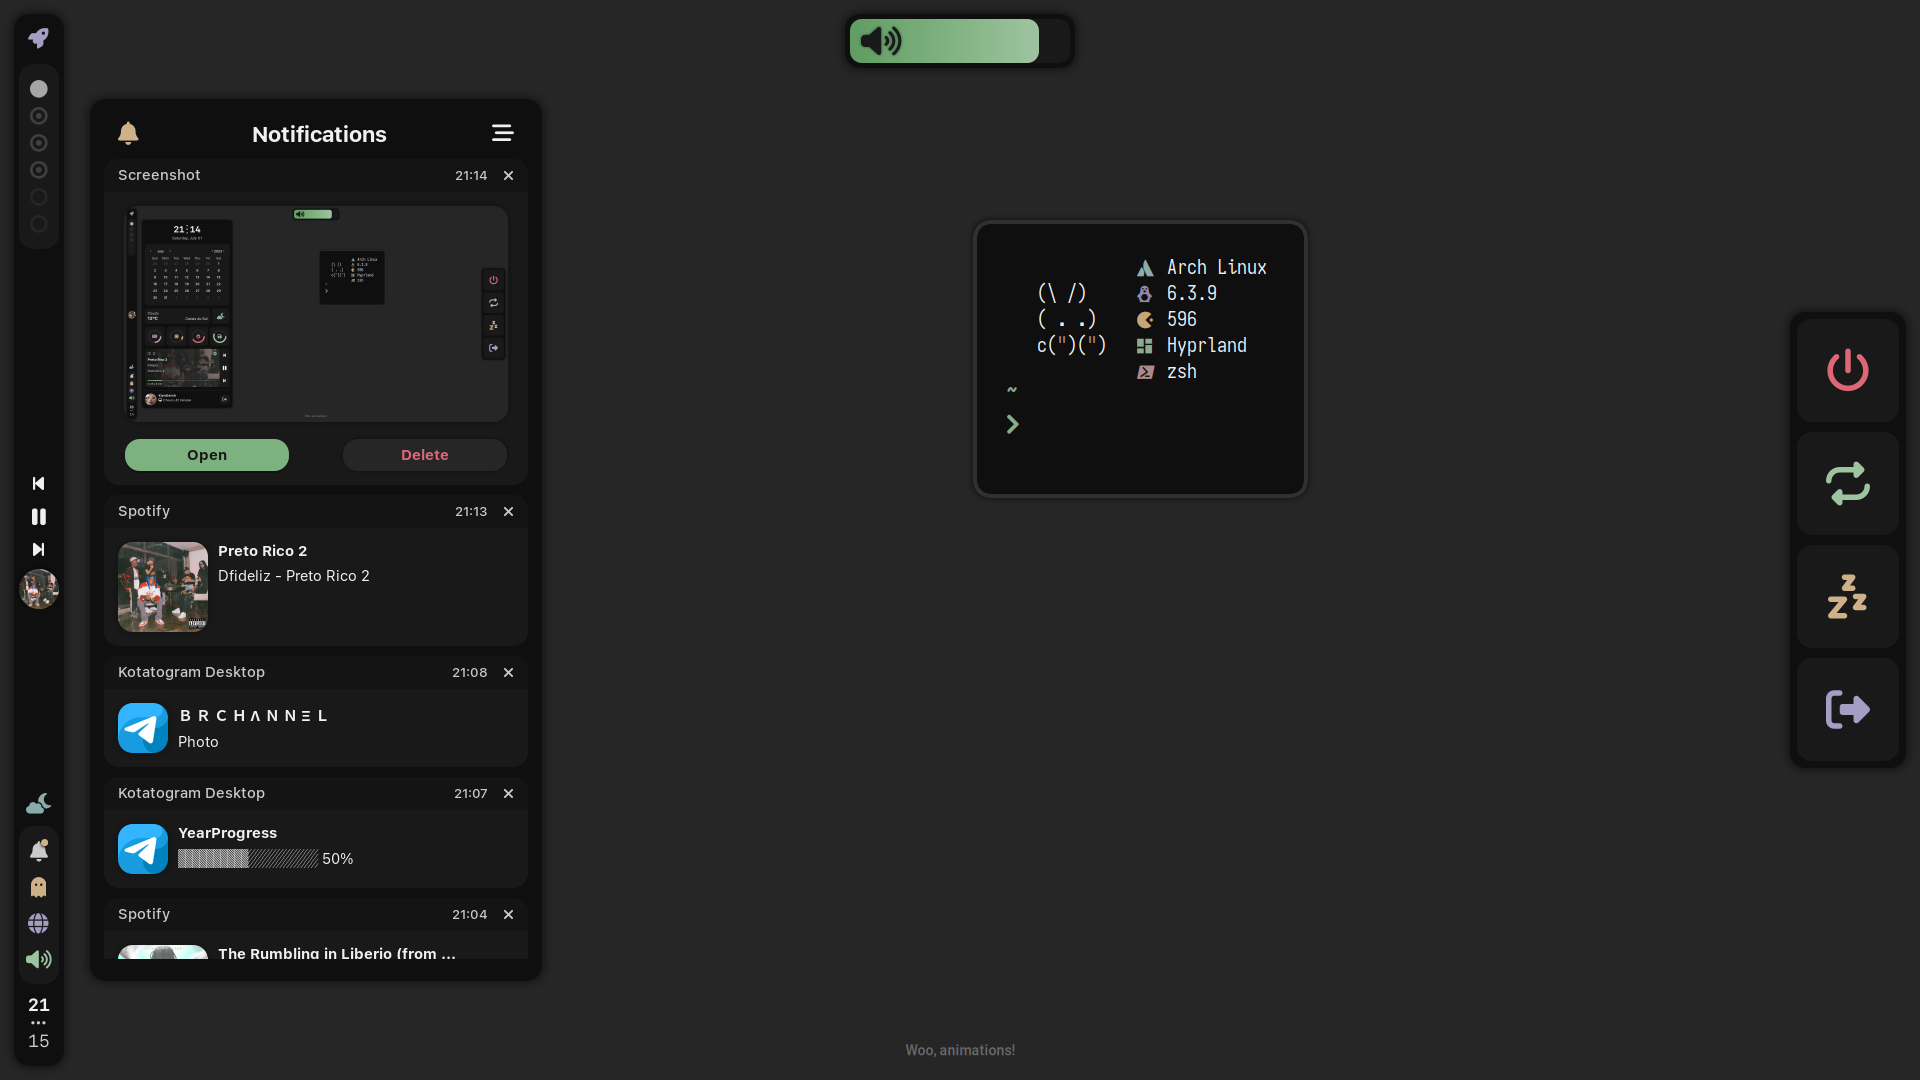 Notifications
Screenshot 21:14
21:14
Open Delete
Spotify 21:13
Preto Rico 2
Dfideliz - Preto Rico 2
Kotatogram Desktop 21:08
B R C H Λ N N Ξ L
Photo
Kotatogram Desktop 21:07
YearProgress
50%
Spotify 21:04
The Rumbling in Liberio (from ...
21
15
Arch Linux
(\ /) 6.3.9
( . .) 596
c(")(") Hyprland
zsh
~
Woo, animations!